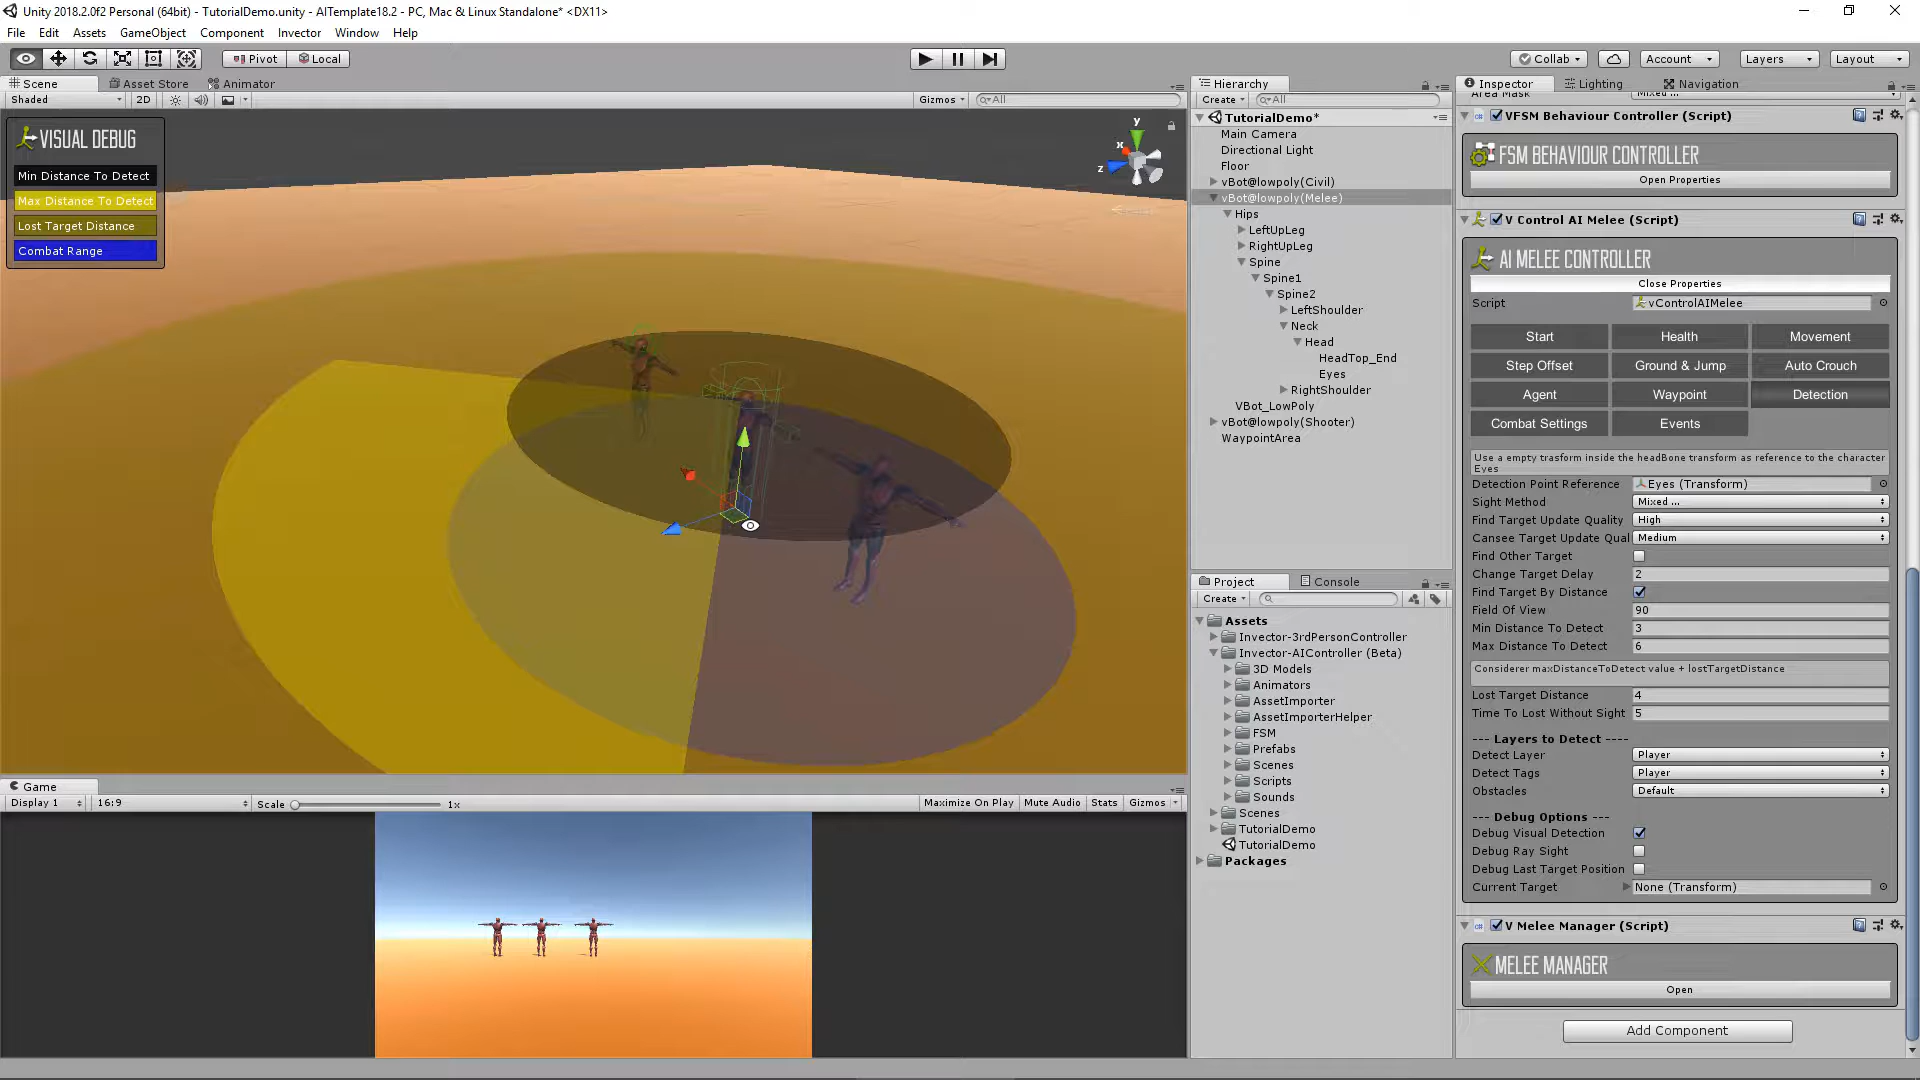 Unity 2018.2.0f2 Personal (64bit) - TutorialDemo.unity - AITemplate18.2 - PC, Mac & Linux Standalone* <DX11>
File Edit Assets GameObject Component Invector Window Help
Pivot Local
Collab Account Layers Layout
Scene Asset Store Animator
Shaded 2D Gizmos All
VISUAL DEBUG
Min Distance To Detect
Max Distance To Detect
Lost Target Distance
Combat Range
y
x
z
Game
Display 1 16:9 Scale 1x Maximize On Play Mute Audio Stats Gizmos
Hierarchy
Create All
TutorialDemo*
Main Camera
Directional Light
Floor
vBot@lowpoly(Civil)
vBot@lowpoly(Melee)
Hips
LeftUpLeg
RightUpLeg
Spine
Spine1
Spine2
LeftShoulder
Neck
Head
HeadTop_End
Eyes
RightShoulder
VBot_LowPoly
vBot@lowpoly(Shooter)
WaypointArea
Project Console
Create
Assets
Invector-3rdPersonController
Invector-AIController (Beta)
3D Models
Animators
AssetImporter
AssetImporterHelper
FSM
Prefabs
Scenes
Scripts
Sounds
Scenes
TutorialDemo
TutorialDemo
Packages
Inspector Lighting Navigation
Area Mask Mixed ...
VFSM Behaviour Controller (Script)
FSM BEHAVIOUR CONTROLLER
Open Properties
V Control AI Melee (Script)
AI MELEE CONTROLLER
Close Properties
Script vControlAIMelee
Start Health Movement
Step Offset Ground & Jump Auto Crouch
Agent Waypoint Detection
Combat Settings Events
Use a empty trasform inside the headBone transform as reference to the character
Eyes
Detection Point Reference Eyes (Transform)
Sight Method Mixed ...
Find Target Update Quality High
Cansee Target Update Qual Medium
Find Other Target
Change Target Delay 2
Find Target By Distance
Field Of View 90
Min Distance To Detect 3
Max Distance To Detect 6
Considerer maxDistanceToDetect value + lostTargetDistance
Lost Target Distance 4
Time To Lost Without Sight 5
--- Layers to Detect ----
Detect Layer Player
Detect Tags Player
Obstacles Default
--- Debug Options ---
Debug Visual Detection
Debug Ray Sight
Debug Last Target Position
Current Target None (Transform)
V Melee Manager (Script)
MELEE MANAGER
Open
Add Component